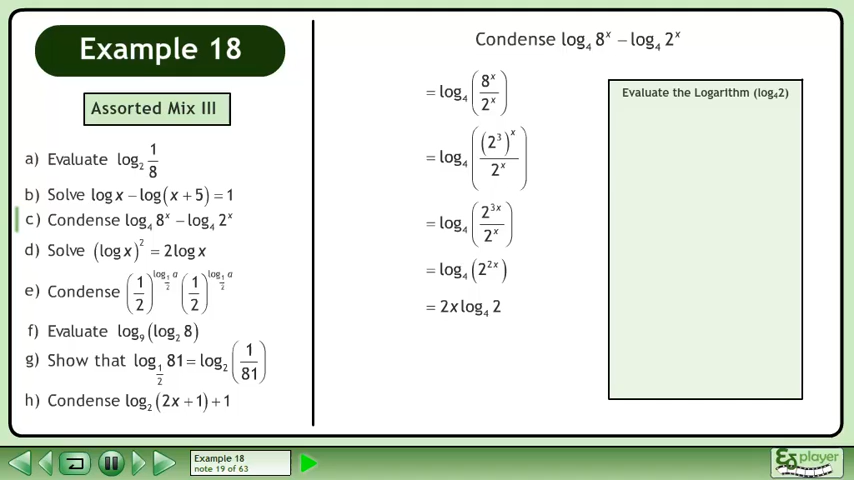 Example 18
Assorted Mix III
a) Evaluate log₂ 1/8
b) Solve log x − log(x + 5) = 1
c) Condense log₄ 8ˣ − log₄ 2ˣ
d) Solve (log x)² = 2log x
e) Condense (1/2)^(log_(1/2) a) (1/2)^(log_(1/2) a)
f) Evaluate log₉(log₂ 8)
g) Show that log_(1/2) 81 = log₂(1/81)
h) Condense log₂(2x + 1) + 1
Condense log₄ 8ˣ − log₄ 2ˣ
= log₄(8ˣ/2ˣ)
= log₄((2³)ˣ/2ˣ)
= log₄(2³ˣ/2ˣ)
= log₄(2²ˣ)
= 2x log₄ 2
Evaluate the Logarithm (log₄2)
Example 18
note 19 of 63
player